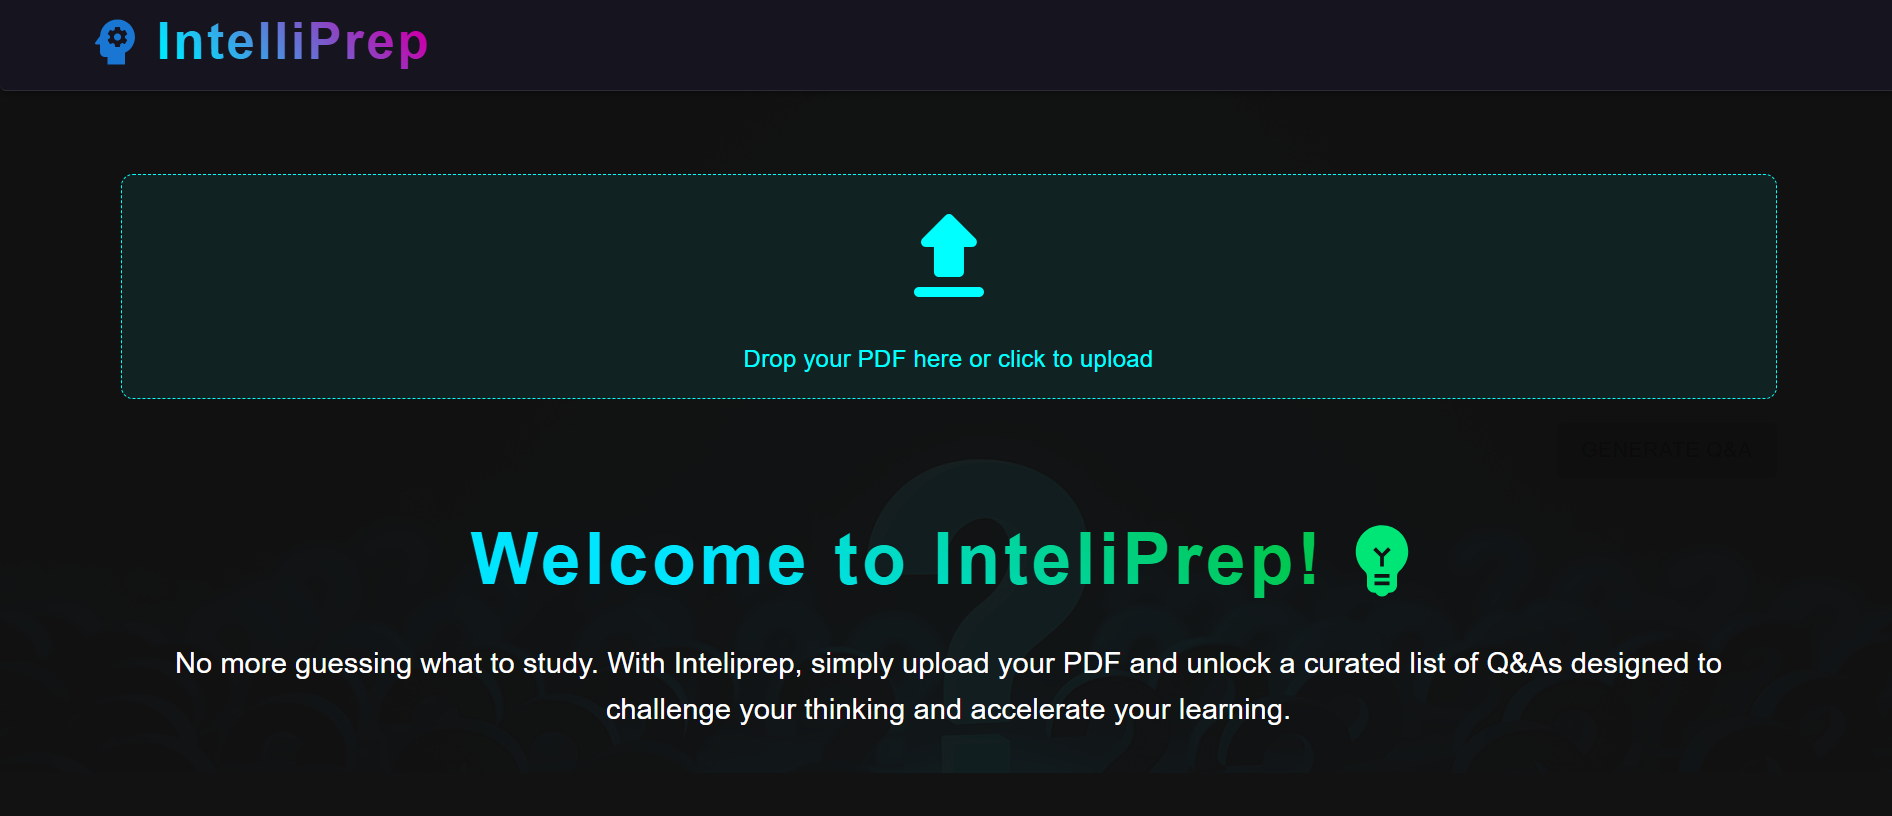 IntelliPrep
Drop your PDF here or click to upload
GENERATE Q&A
Welcome to InteliPrep!
No more guessing what to study. With Inteliprep, simply upload your PDF and unlock a curated list of Q&As designed to
challenge your thinking and accelerate your learning.